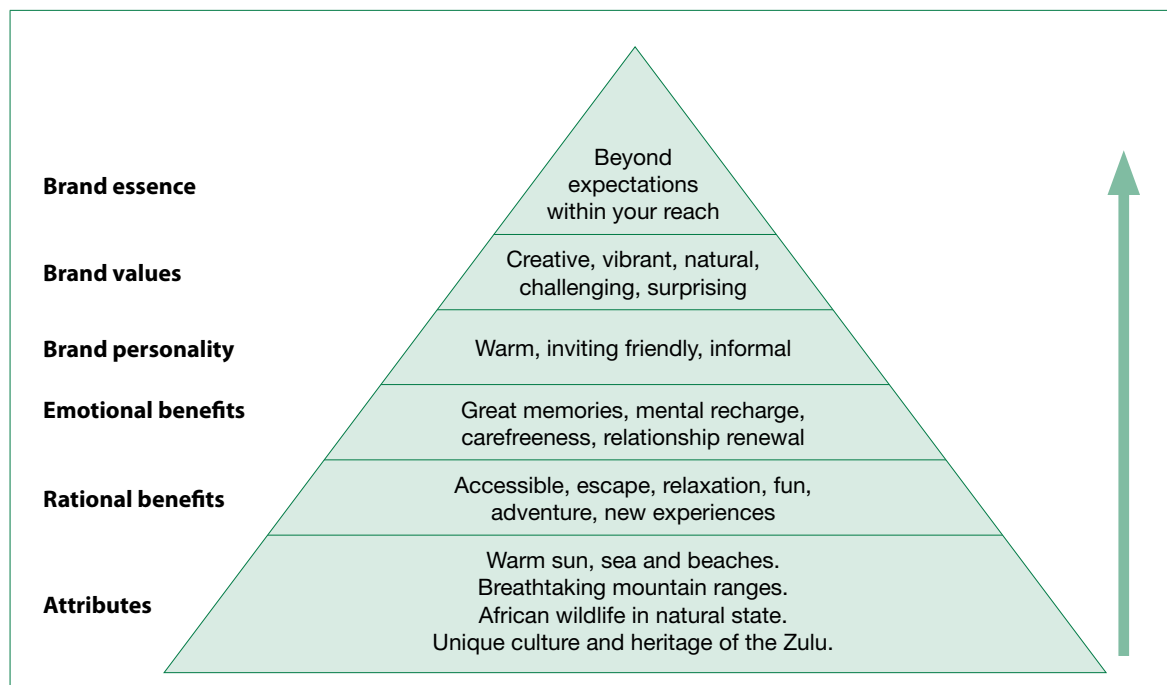 Brand essence
Beyond
expectations
within your reach
Brand values
Creative, vibrant, natural,
challenging, surprising
Brand personality
Warm, inviting friendly, informal
Emotional benefits
Great memories, mental recharge,
carefreeness, relationship renewal
Rational benefits
Accessible, escape, relaxation, fun,
adventure, new experiences
Attributes
Warm sun, sea and beaches.
Breathtaking mountain ranges.
African wildlife in natural state.
Unique culture and heritage of the Zulu.